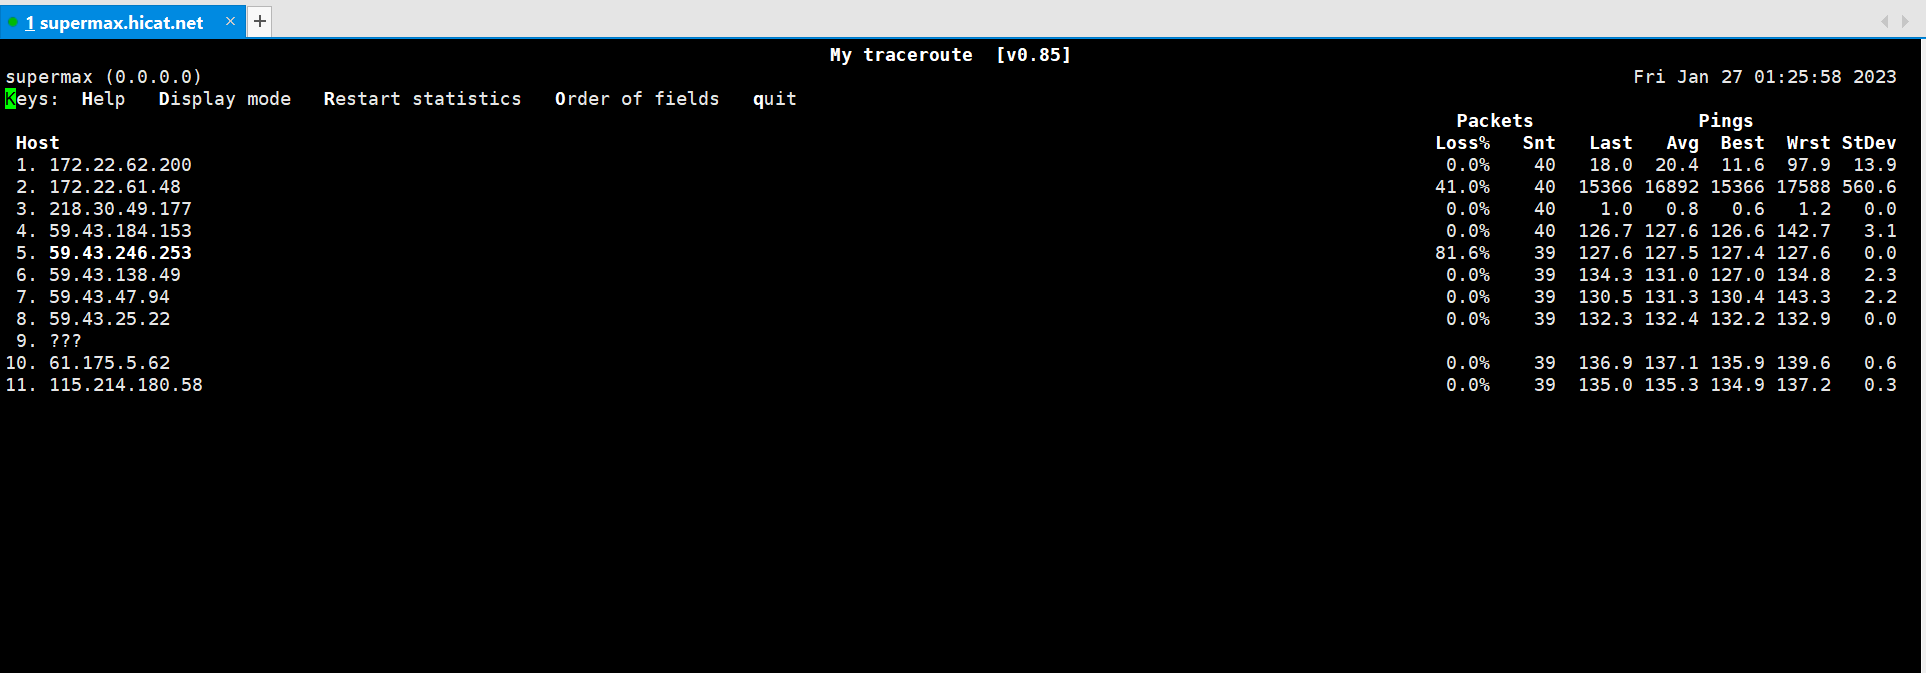 1 supermax.hicat.net × +
My traceroute [v0.85]
supermax (0.0.0.0) Fri Jan 27 01:25:58 2023
Keys: Help Display mode Restart statistics Order of fields quit
Packets Pings
Host Loss% Snt Last Avg Best Wrst StDev
1. 172.22.62.200 0.0% 40 18.0 20.4 11.6 97.9 13.9
2. 172.22.61.48 41.0% 40 15366 16892 15366 17588 560.6
3. 218.30.49.177 0.0% 40 1.0 0.8 0.6 1.2 0.0
4. 59.43.184.153 0.0% 40 126.7 127.6 126.6 142.7 3.1
5. 59.43.246.253 81.6% 39 127.6 127.5 127.4 127.6 0.0
6. 59.43.138.49 0.0% 39 134.3 131.0 127.0 134.8 2.3
7. 59.43.47.94 0.0% 39 130.5 131.3 130.4 143.3 2.2
8. 59.43.25.22 0.0% 39 132.3 132.4 132.2 132.9 0.0
9. ???
10. 61.175.5.62 0.0% 39 136.9 137.1 135.9 139.6 0.6
11. 115.214.180.58 0.0% 39 135.0 135.3 134.9 137.2 0.3